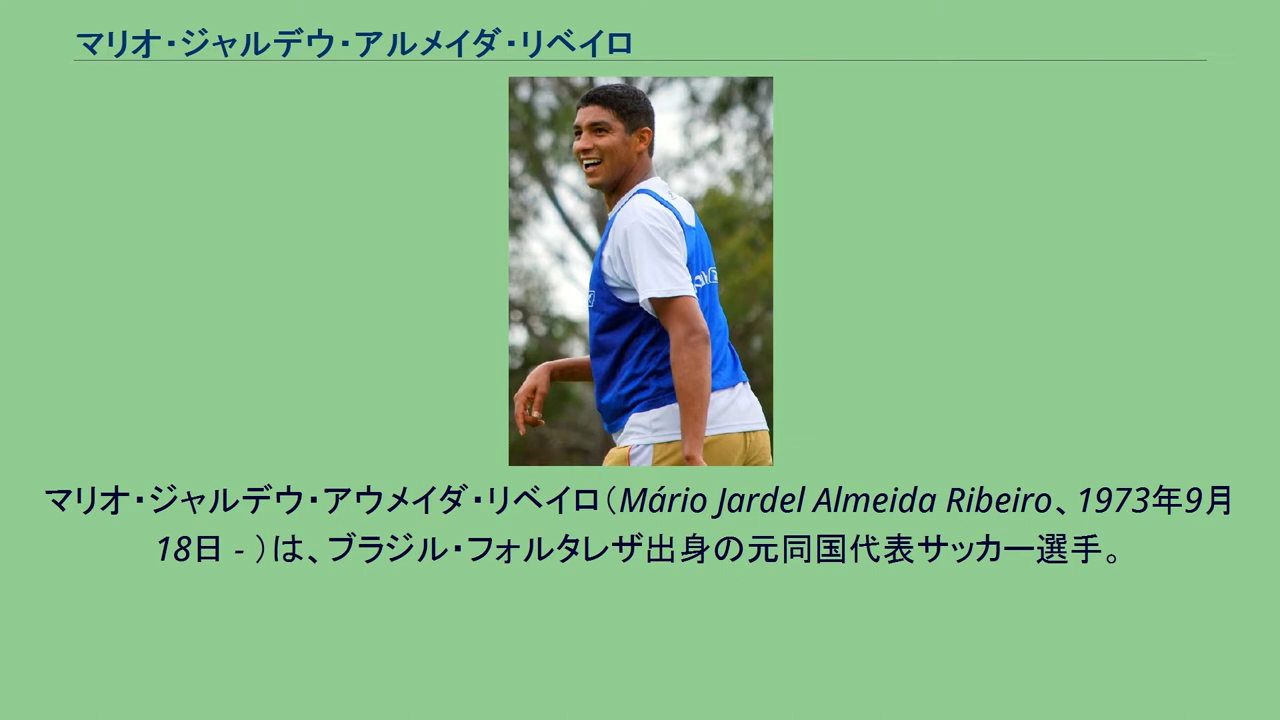 マリオ・ジャルデウ・アルメイダ・リベイロ
マリオ・ジャルデウ・アウメイダ・リベイロ（Mário Jardel Almeida Ribeiro、1973年9月
18日 - ）は、ブラジル・フォルタレザ出身の元同国代表サッカー選手。